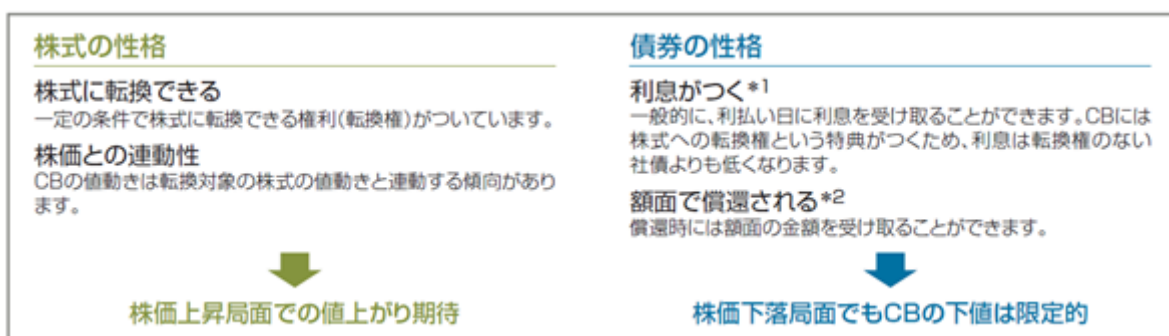 株式の性格
株式に転換できる
一定の条件で株式に転換できる権利(転換権)がついています。
株価との連動性
CBの値動きは転換対象の株式の値動きと連動する傾向があり
ます。
株価上昇局面での値上がり期待
債券の性格
利息がつく*1
一般的に、利払い日に利息を受け取ることができます。CBには
株式への転換権という特典がつくため、利息は転換権のない
社債よりも低くなります。
額面で償還される*2
償還時には額面の金額を受け取ることができます。
株価下落局面でもCBの下値は限定的